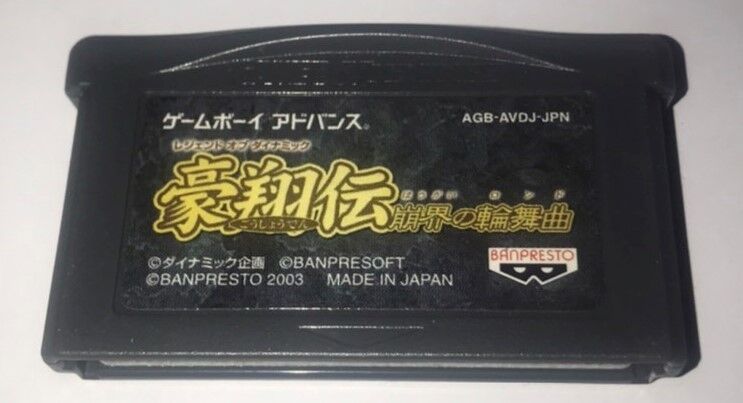 ゲームボーイ アドバンス
AGB-AVDJ-JPN
レジェンド オブ ダイナミック
豪翔伝
ごうしょうでん
ほうかい ロンド
崩界の輪舞曲
©ダイナミック企画 ©BANPRESOFT
©BANPRESTO 2003 MADE IN JAPAN
BANPRESTO